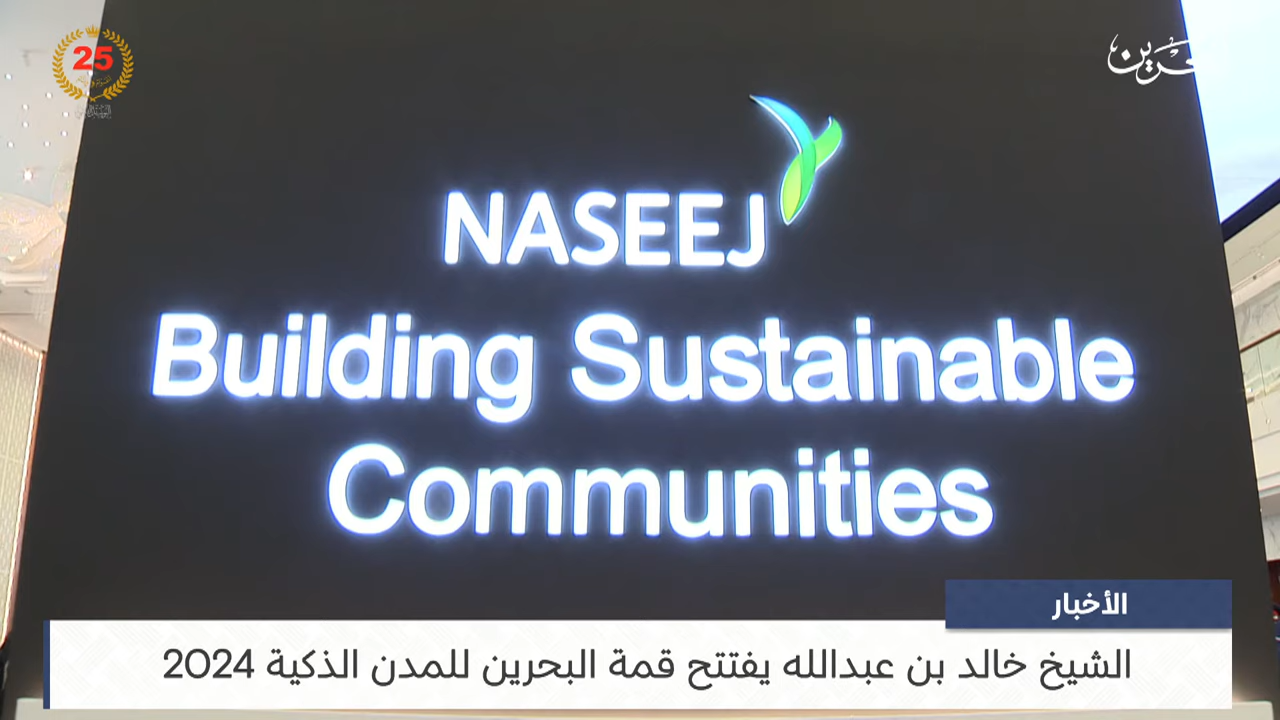 25
NASEEJ
Building Sustainable
Communities
الأخبار
الشيخ خالد بن عبدالله يفتتح قمة البحرين للمدن الذكية 2024